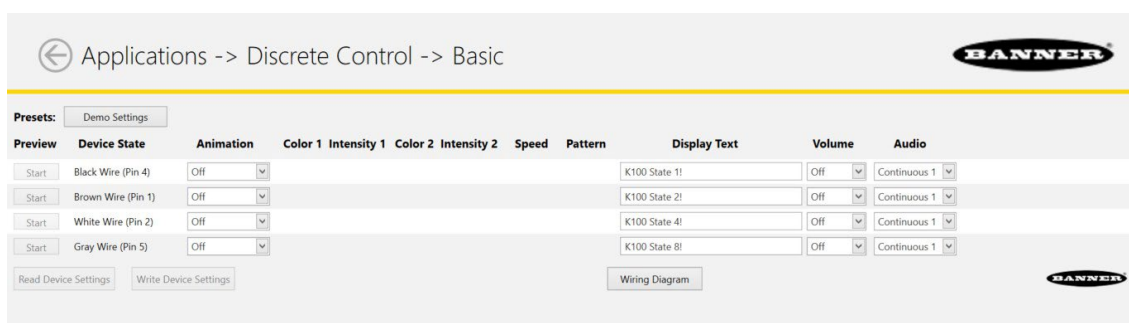 Applications -> Discrete Control -> Basic
BANNER
Presets: Demo Settings
Preview Device State Animation Color 1 Intensity 1 Color 2 Intensity 2 Speed Pattern Display Text Volume Audio
Start Black Wire (Pin 4) Off K100 State 1! Off Continuous 1
Start Brown Wire (Pin 1) Off K100 State 2! Off Continuous 1
Start White Wire (Pin 2) Off K100 State 4! Off Continuous 1
Start Gray Wire (Pin 5) Off K100 State 8! Off Continuous 1
Read Device Settings Write Device Settings Wiring Diagram BANNER